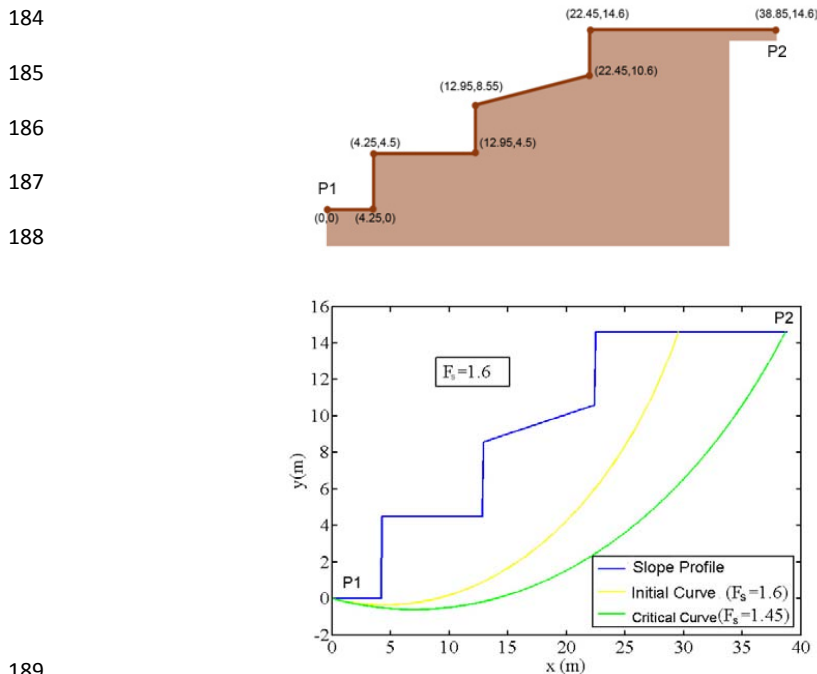 184
(22.45,14.6) (38.85,14.6)
P2
185
(22.45,10.6)
(12.95,8.55)
186
(4.25,4.5) (12.95,4.5)
187
P1
(0,0) (4.25,0)
188
16
14
12
10
8
6
4
2
0
-2
y(m)
P2
Fs=1.6
P1
Slope Profile
Initial Curve (Fs=1.6)
Critical Curve (Fs=1.45)
0 5 10 15 20 25 30 35 40
x (m)
189